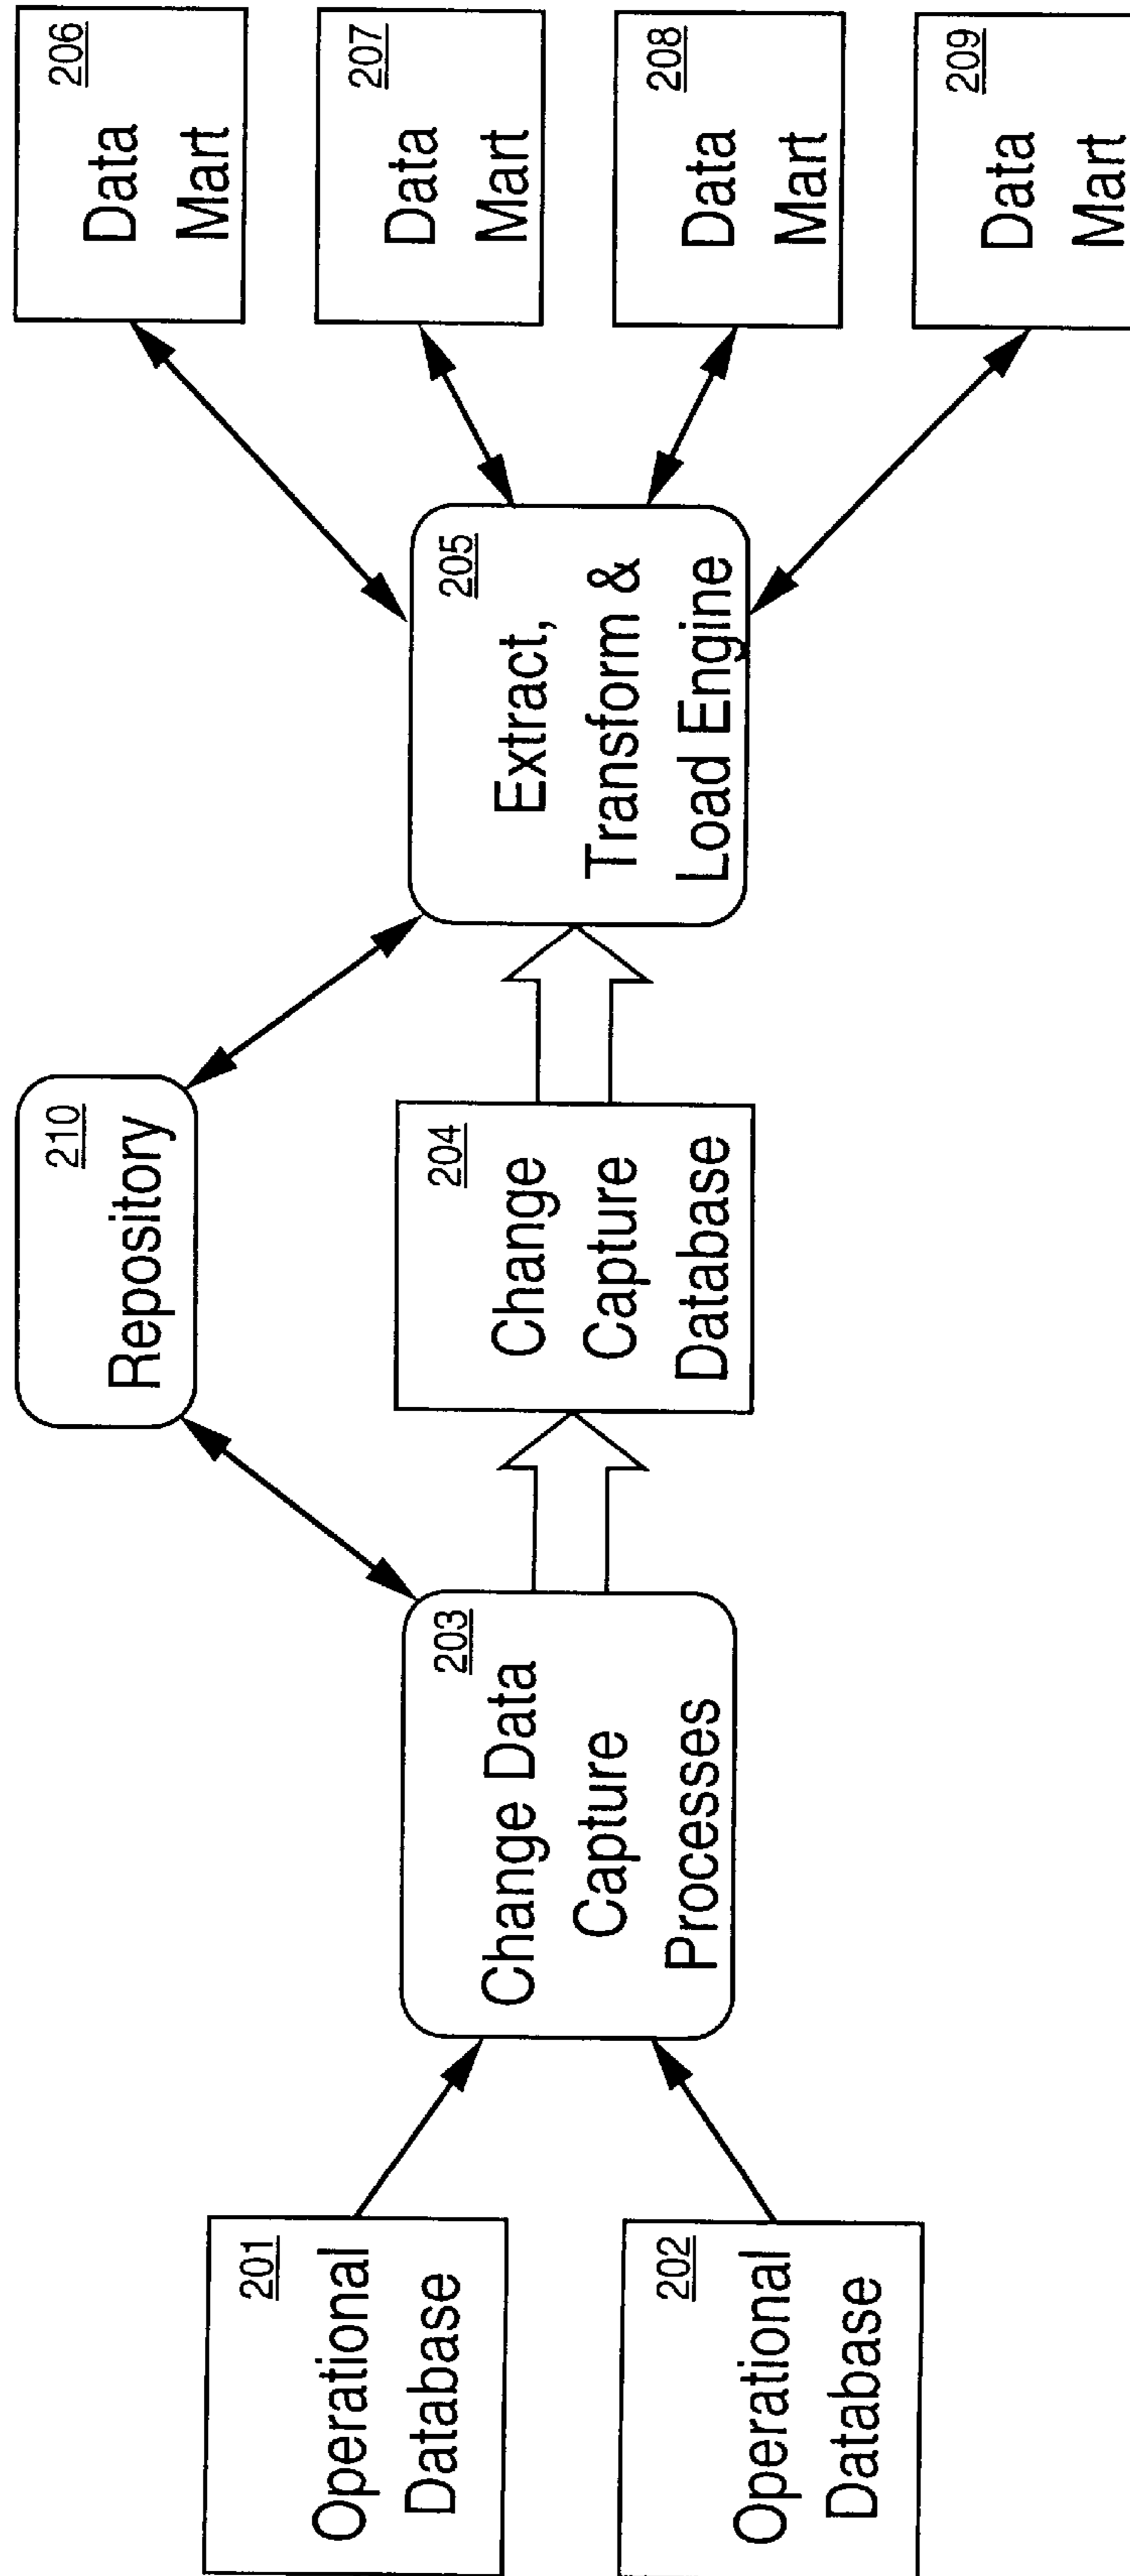 201
Operational
Database
202
Operational
Database
203
Change Data
Capture
Processes
210
Repository
204
Change
Capture
Database
205
Extract,
Transform &
Load Engine
206
Data
Mart
207
Data
Mart
208
Data
Mart
209
Data
Mart